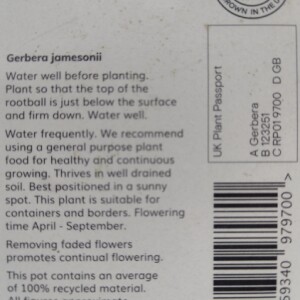 GROWN IN THE UK
Gerbera jamesonii
Water well before planting.
Plant so that the top of the
rootball is just below the surface
and firm down. Water well.
Water frequently. We recommend
using a general purpose plant
food for healthy and continuous
growing. Thrives in well drained
soil. Best positioned in a sunny
spot. This plant is suitable for
containers and borders. Flowering
time April - September.
Removing faded flowers
promotes continual flowering.
This pot contains an average
of 100% recycled material.
All figures approximate
UK Plant Passport
A Gerbera
B 123251
C RP019700 D GB
59340 979700 >